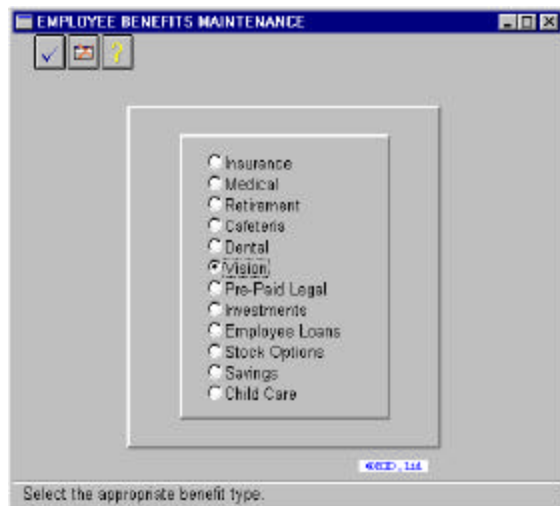 EMPLOYEE BENEFITS MAINTENANCE
?
Insurance
Medical
Retirement
Cafeteria
Dental
Vision
Pre-Paid Legal
Investments
Employee Loans
Stock Options
Savings
Child Care
Select the appropriate benefit type.